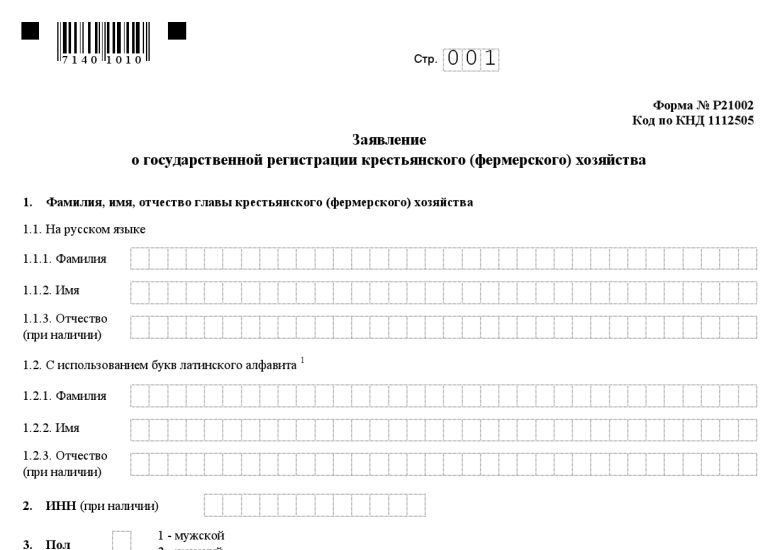 7140 1010
Стр. 001
Форма № Р21002
Код по КНД 1112505
Заявление
о государственной регистрации крестьянского (фермерского) хозяйства
1. Фамилия, имя, отчество главы крестьянского (фермерского) хозяйства
1.1. На русском языке
1.1.1. Фамилия
1.1.2. Имя
1.1.3. Отчество
(при наличии)
1.2. С использованием букв латинского алфавита 1
1.2.1. Фамилия
1.2.2. Имя
1.2.3. Отчество
(при наличии)
2. ИНН (при наличии)
1 - мужской
3. Пол